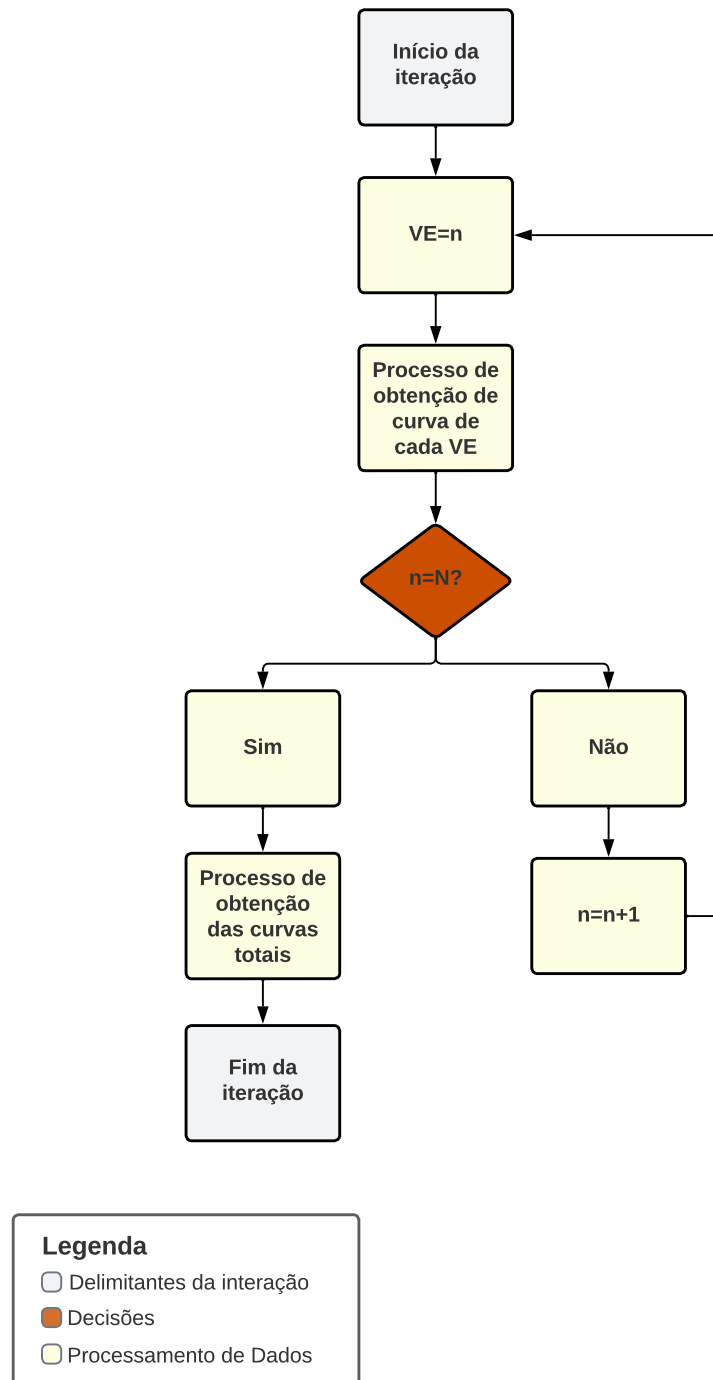 Início da
iteração
VE=n
Processo de
obtenção de
curva de
cada VE
n=N?
Sim
Não
Processo de
obtenção
das curvas
totais
n=n+1
Fim da
iteração
Legenda
Delimitantes da interação
Decisões
Processamento de Dados